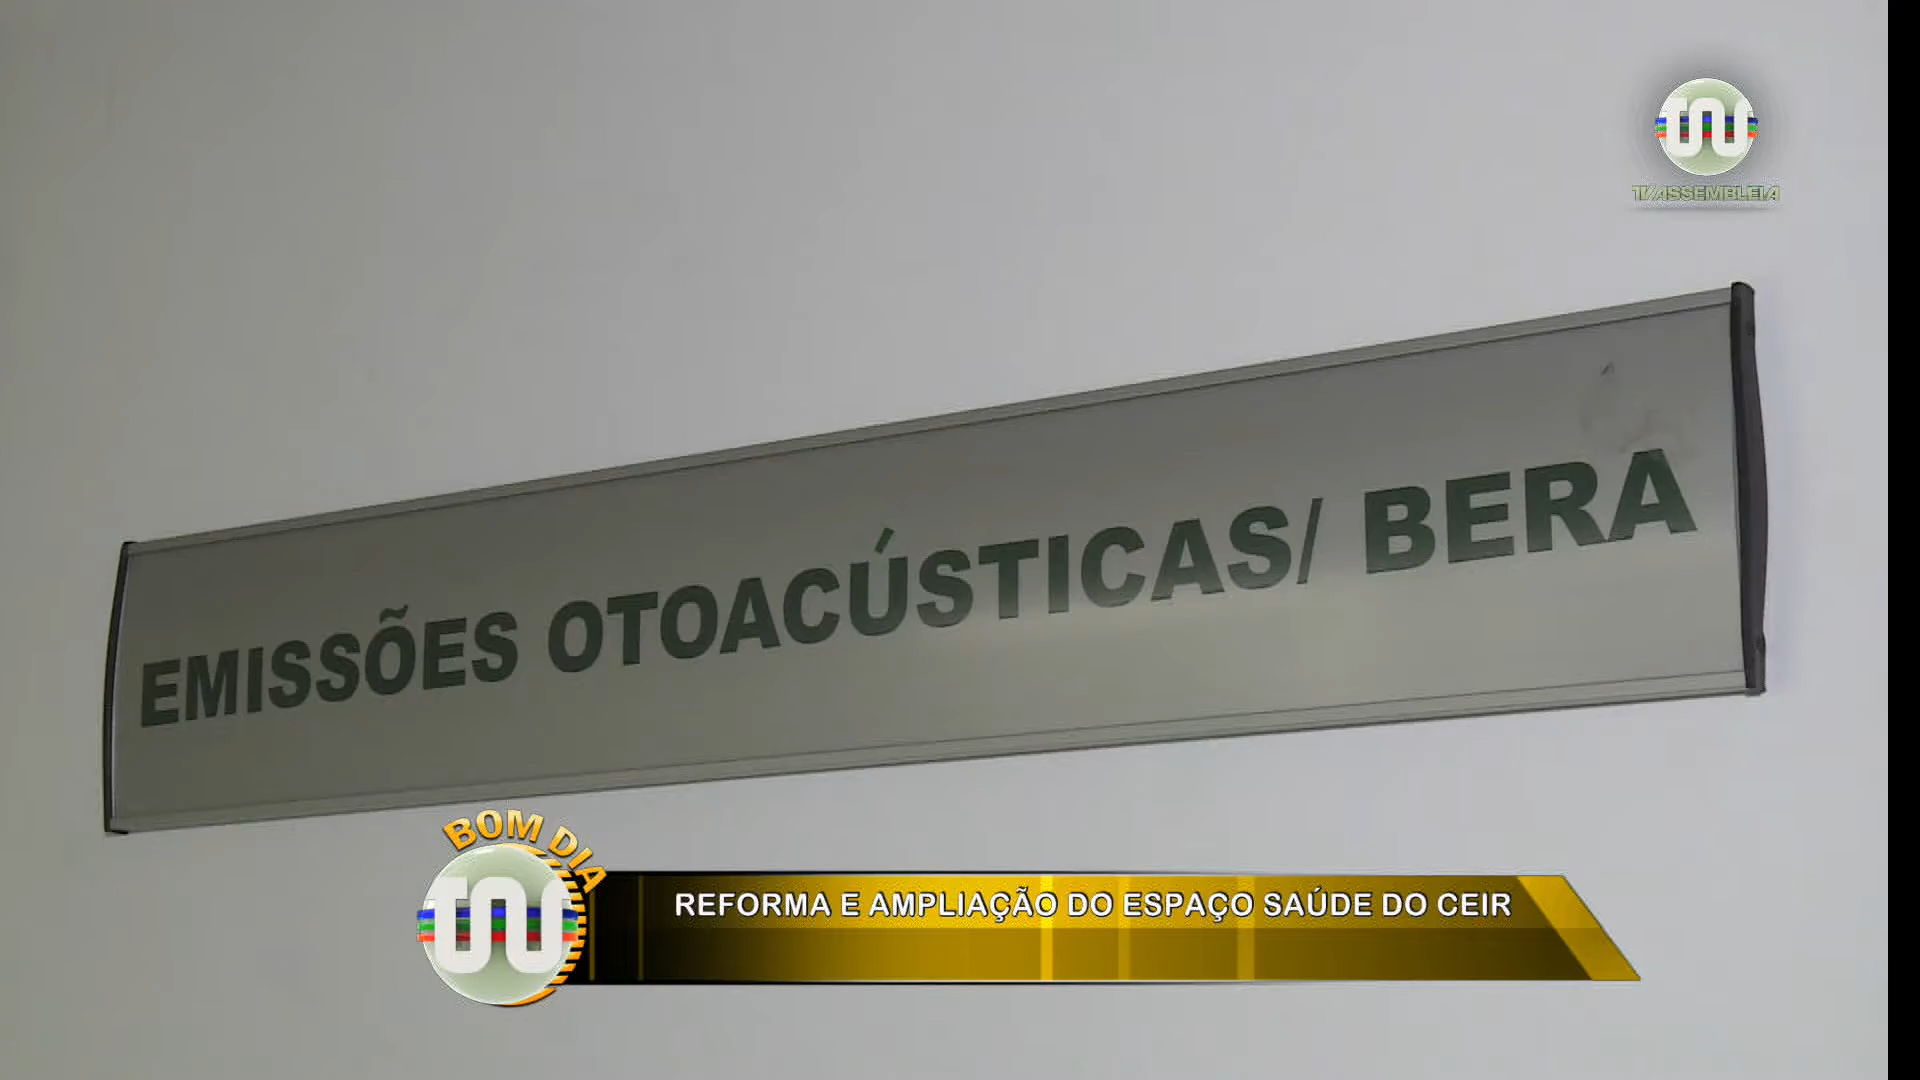 TV ASSEMBLEIA
EMISSÕES OTOACÚSTICAS/ BERA
BOM DIA
REFORMA E AMPLIAÇÃO DO ESPAÇO SAÚDE DO CEIR